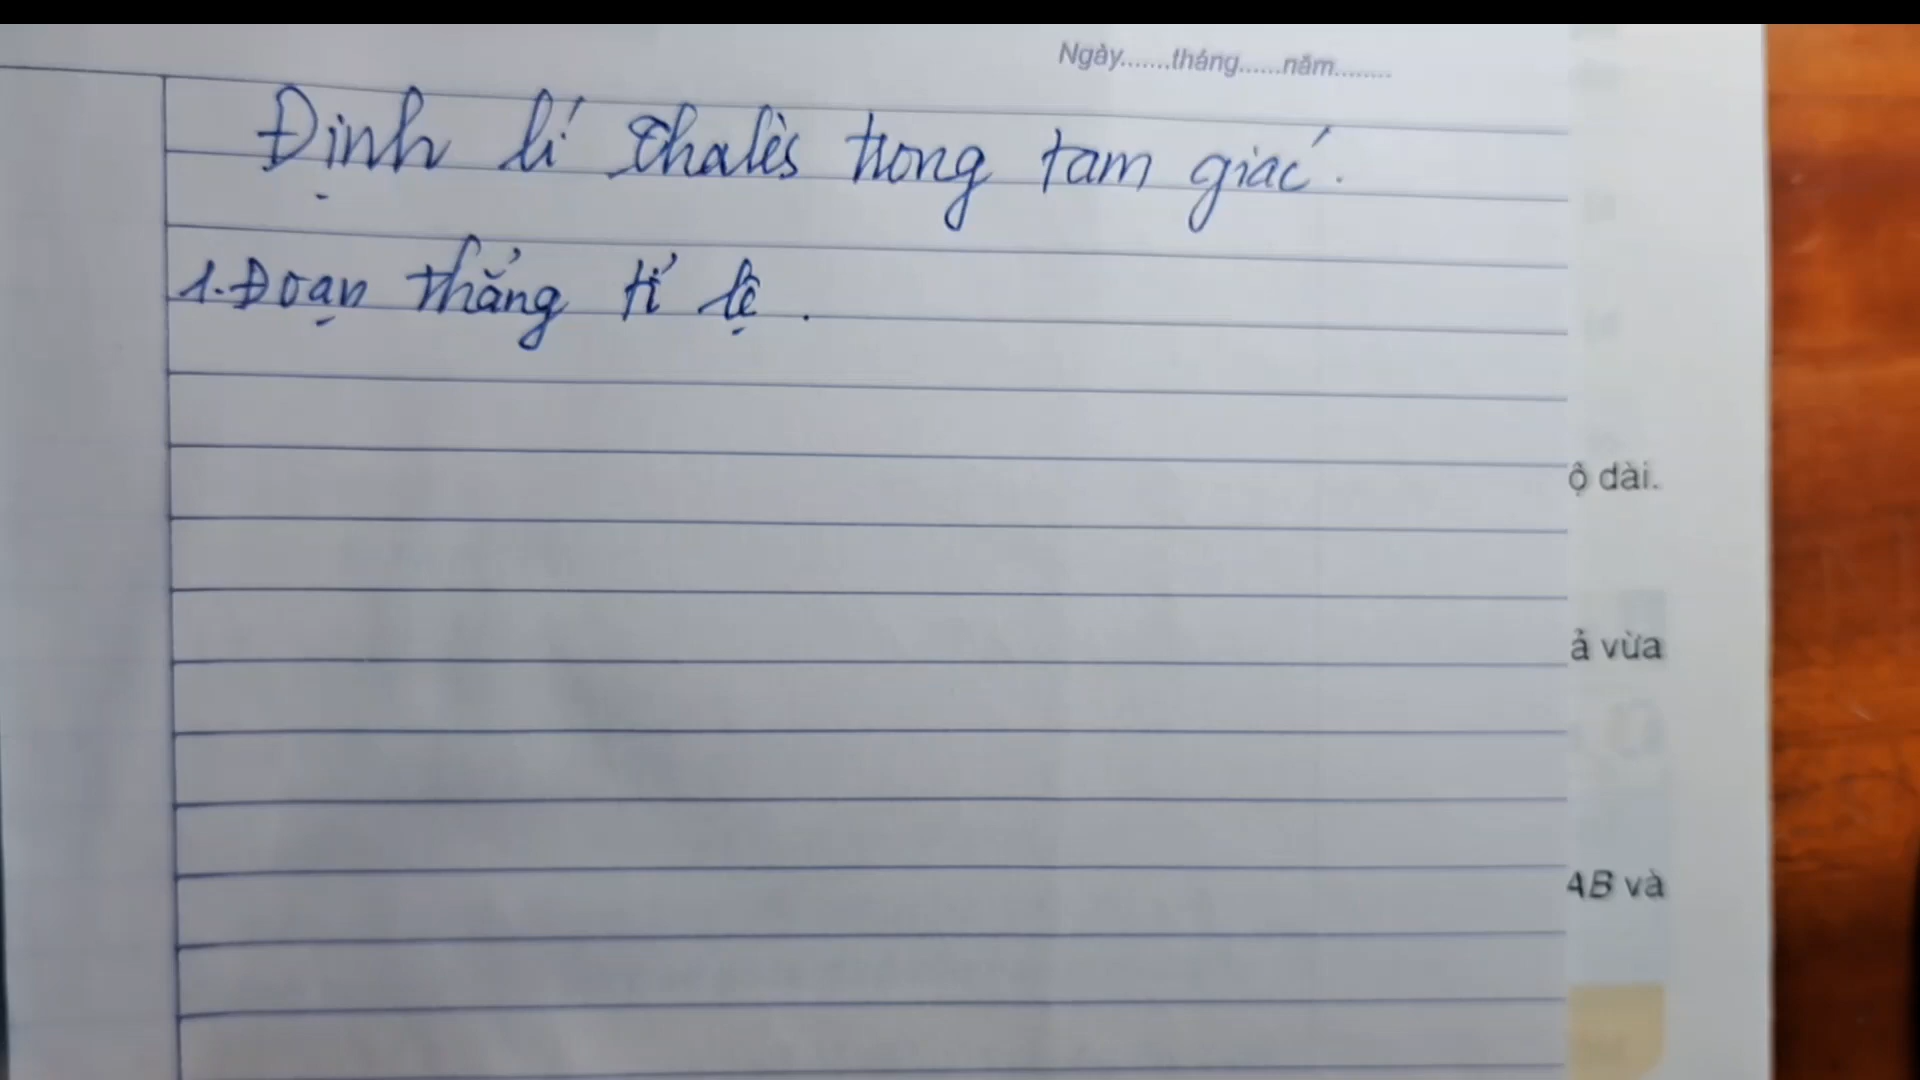 Ngày.......tháng......năm........
Định lí Thalès trong tam giác.
1. Đoạn thẳng tỉ lệ.
ộ dài.
ả vừa
AB và